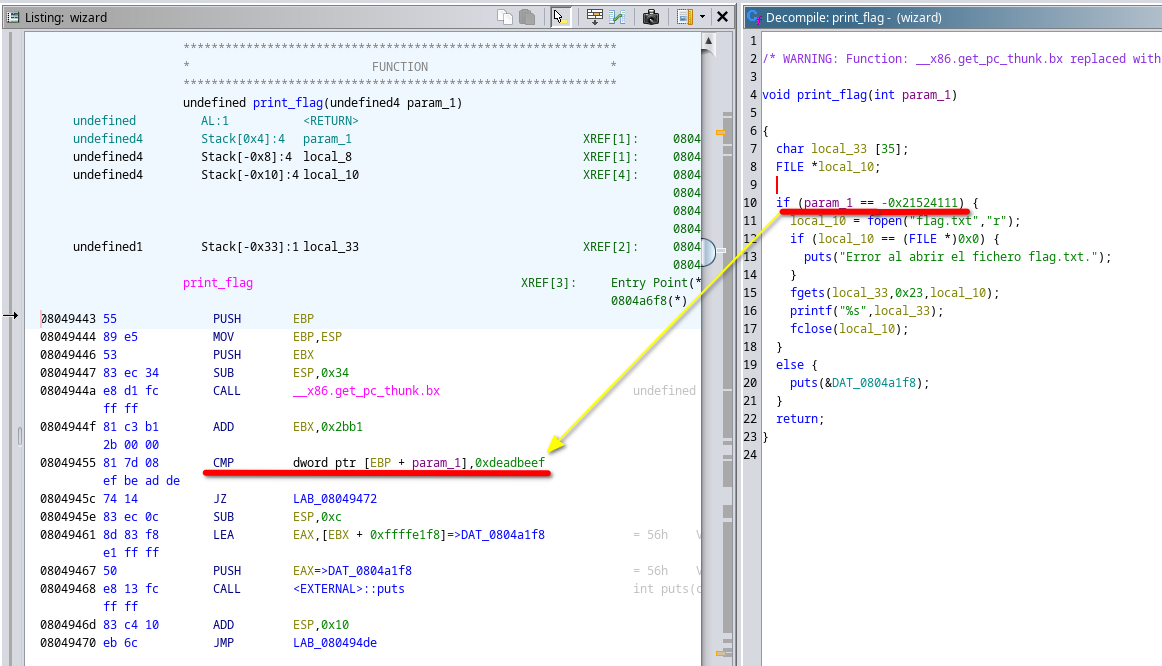 Listing: wizard
************************************************************** 
* FUNCTION *
**************************************************************
undefined print_flag(undefined4 param_1)
undefined AL:1 <RETURN>
undefined4 Stack[0x4]:4 param_1 XREF[1]: 0804
undefined4 Stack[-0x8]:4 local_8 XREF[1]: 0804
undefined4 Stack[-0x10]:4 local_10 XREF[4]: 0804
0804
0804
0804
undefined1 Stack[-0x33]:1 local_33 XREF[2]: 0804
0804
print_flag XREF[3]: Entry Point(*
0804a6f8(*)
08049443 55 PUSH EBP
08049444 89 e5 MOV EBP,ESP
08049446 53 PUSH EBX
08049447 83 ec 34 SUB ESP,0x34
0804944a e8 d1 fc CALL __x86.get_pc_thunk.bx undefined
ff ff
0804944f 81 c3 b1 ADD EBX,0x2bb1
2b 00 00
08049455 81 7d 08 CMP dword ptr [EBP + param_1],0xdeadbeef
ef be ad de
0804945c 74 14 JZ LAB_08049472
0804945e 83 ec 0c SUB ESP,0xc
08049461 8d 83 f8 LEA EAX,[EBX + 0xffffe1f8]=>DAT_0804a1f8 = 56h V
e1 ff ff
08049467 50 PUSH EAX=>DAT_0804a1f8 = 56h V
08049468 e8 13 fc CALL <EXTERNAL>::puts int puts(c
ff ff
0804946d 83 c4 10 ADD ESP,0x10
08049470 eb 6c JMP LAB_080494de
Decompile: print_flag - (wizard)
1
2 /* WARNING: Function: __x86.get_pc_thunk.bx replaced with
3
4 void print_flag(int param_1)
5
6 {
7 char local_33 [35];
8 FILE *local_10;
9
10 if (param_1 == -0x21524111) {
11 local_10 = fopen("flag.txt","r");
12 if (local_10 == (FILE *)0x0) {
13 puts("Error al abrir el fichero flag.txt.");
14 }
15 fgets(local_33,0x23,local_10);
16 printf("%s",local_33);
17 fclose(local_10);
18 }
19 else {
20 puts(&DAT_0804a1f8);
21 }
22 return;
23 }
24